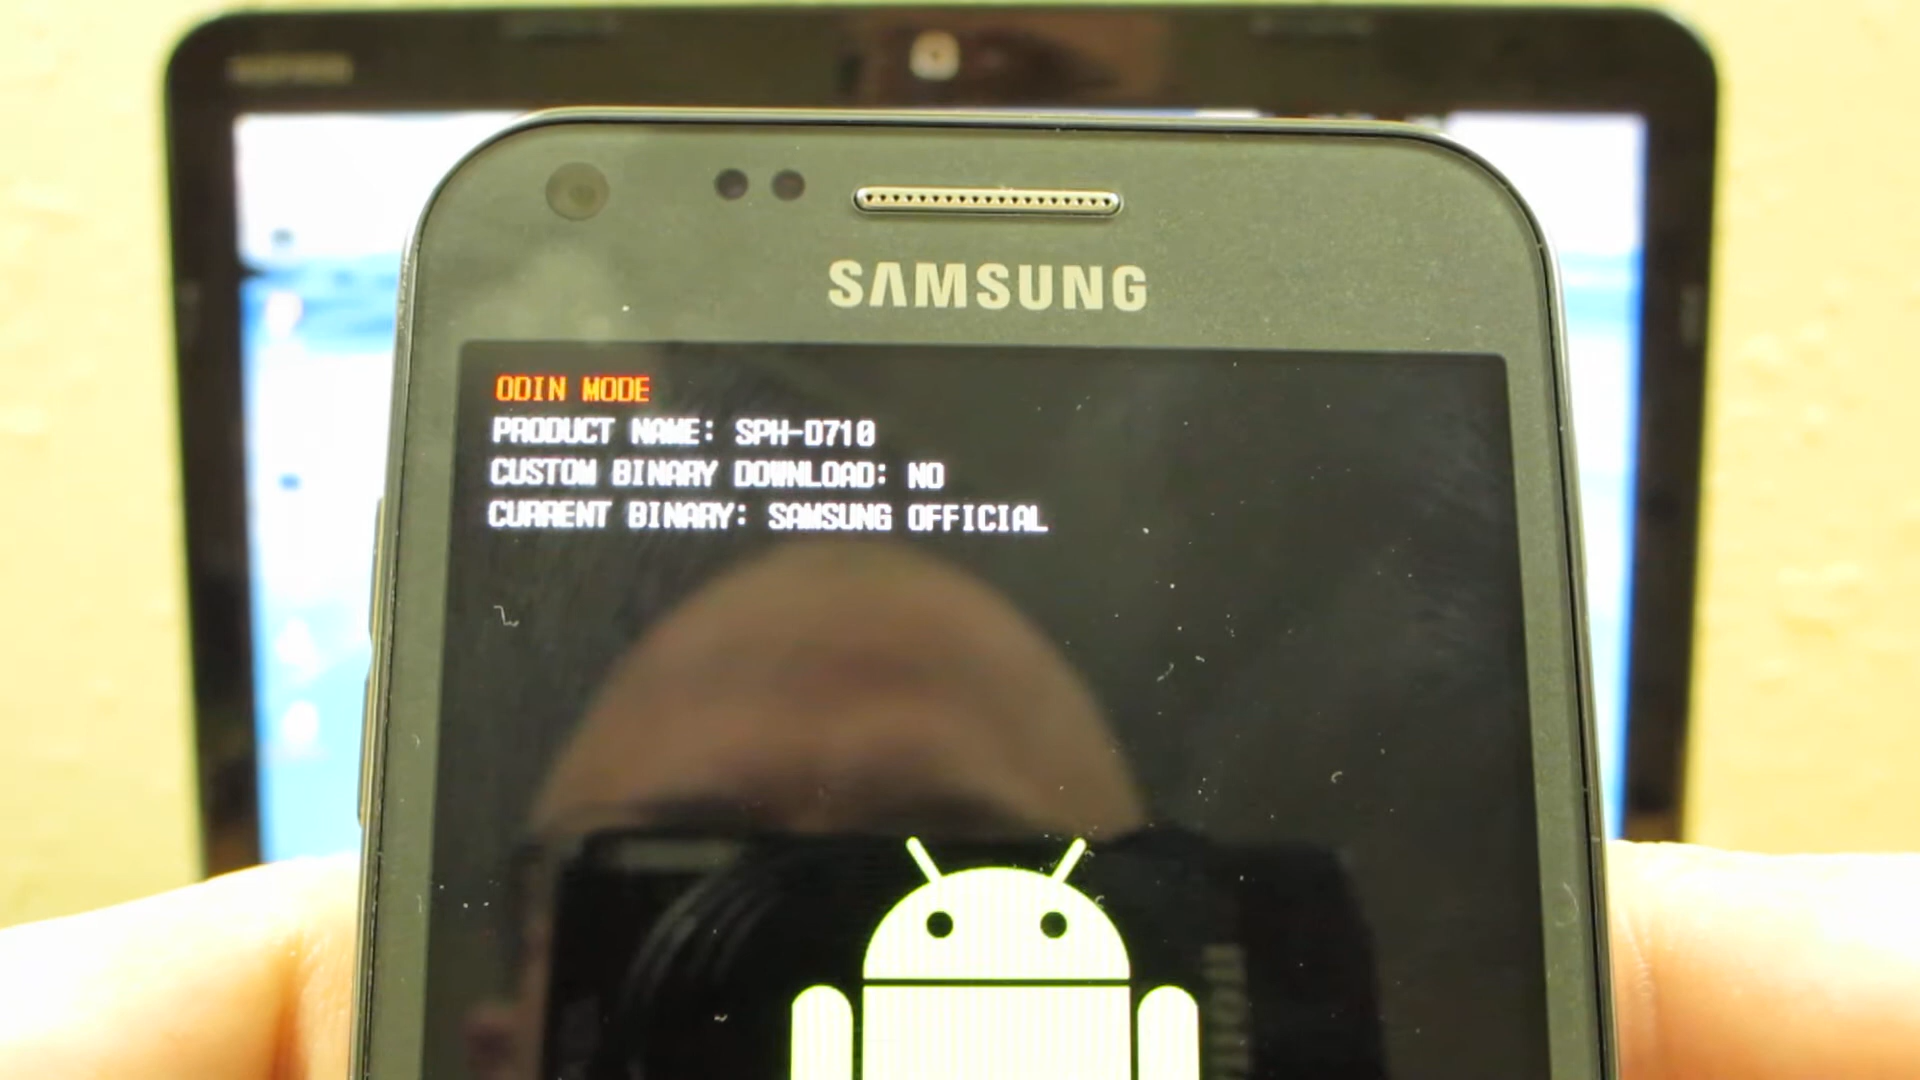 SAMSUNG
ODIN MODE
PRODUCT NAME: SPH-D710
CUSTOM BINARY DOWNLOAD: NO
CURRENT BINARY: SAMSUNG OFFICIAL